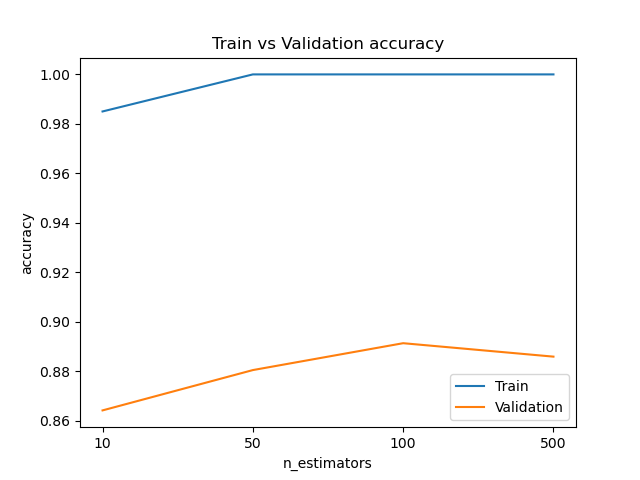 Train vs Validation accuracy
1.00
0.98
0.96
0.94
0.92
0.90
0.88
0.86
accuracy
10 50 100 500
n_estimators
Train
Validation